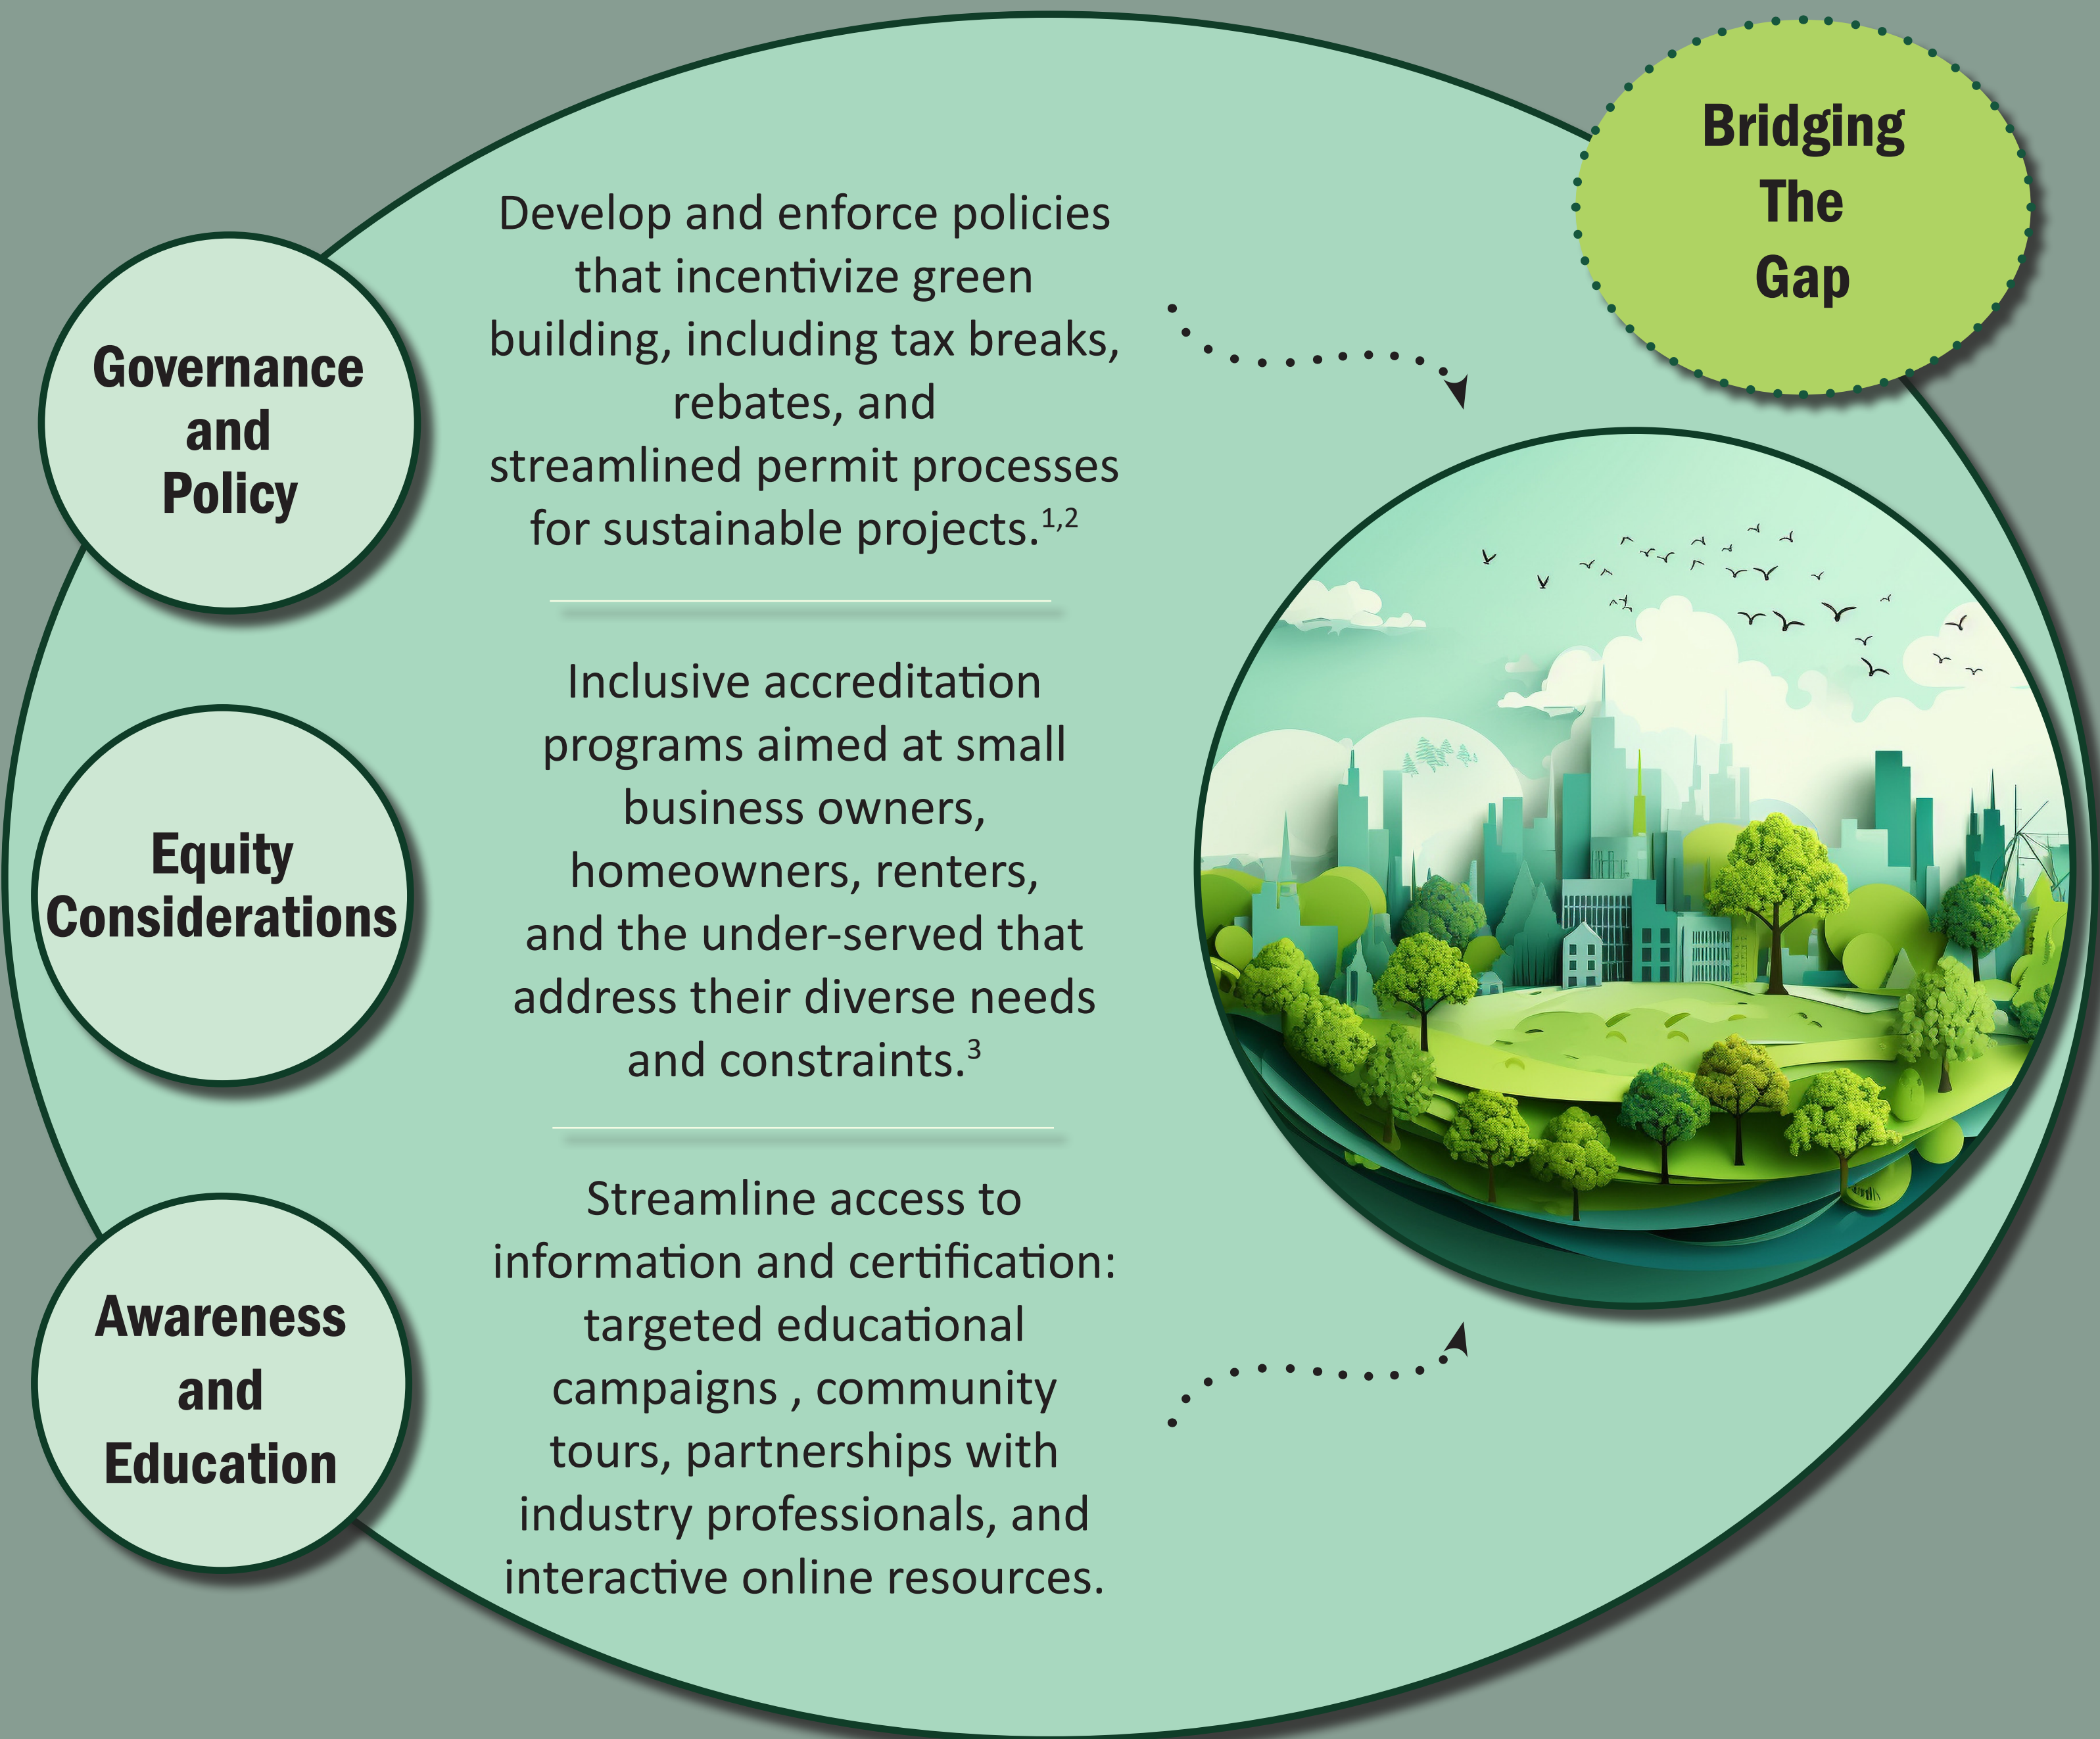 Bridging
The
Gap
Governance
and
Policy
Develop and enforce policies
that incentivize green
building, including tax breaks,
rebates, and
streamlined permit processes
for sustainable projects.1,2
Equity
Considerations
Inclusive accreditation
programs aimed at small
business owners,
homeowners, renters,
and the under-served that
address their diverse needs
and constraints.3
Awareness
and
Education
Streamline access to
information and certification:
targeted educational
campaigns , community
tours, partnerships with
industry professionals, and
interactive online resources.